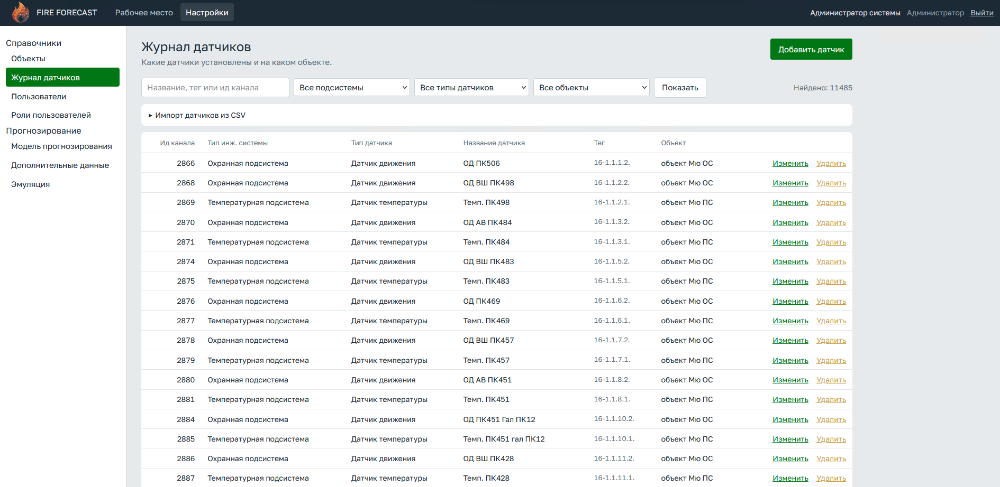 FIRE FORECAST Рабочее место Настройки Администратор системы Администратор Выйти
Справочники
Объекты
Журнал датчиков
Пользователи
Роли пользователей
Прогнозирование
Модель прогнозирования
Дополнительные данные
Эмуляция
Журнал датчиков
Какие датчики установлены и на каком объекте.
Добавить датчик
Название, тег или ид канала Все подсистемы Все типы датчиков Все объекты Показать Найдено: 11485
▸ Импорт датчиков из CSV
Ид канала Тип инж. системы Тип датчика Название датчика Тег Объект
2866 Охранная подсистема Датчик движения ОД ПК506 16-1.1.1.2. объект Мю ОС Изменить Удалить
2868 Охранная подсистема Датчик движения ОД ВШ ПК498 16-1.1.2.2. объект Мю ОС Изменить Удалить
2869 Температурная подсистема Датчик температуры Темп. ПК498 16-1.1.2.1. объект Мю ПС Изменить Удалить
2870 Охранная подсистема Датчик движения ОД АВ ПК484 16-1.1.3.2. объект Мю ОС Изменить Удалить
2871 Температурная подсистема Датчик температуры Темп. ПК484 16-1.1.3.1. объект Мю ПС Изменить Удалить
2874 Охранная подсистема Датчик движения ОД ВШ ПК483 16-1.1.5.2. объект Мю ОС Изменить Удалить
2875 Температурная подсистема Датчик температуры Темп. ПК483 16-1.1.5.1. объект Мю ПС Изменить Удалить
2876 Охранная подсистема Датчик движения ОД ПК469 16-1.1.6.2. объект Мю ОС Изменить Удалить
2877 Температурная подсистема Датчик температуры Темп. ПК469 16-1.1.6.1. объект Мю ПС Изменить Удалить
2878 Охранная подсистема Датчик движения ОД ВШ ПК457 16-1.1.7.2. объект Мю ОС Изменить Удалить
2879 Температурная подсистема Датчик температуры Темп. ПК457 16-1.1.7.1. объект Мю ПС Изменить Удалить
2880 Охранная подсистема Датчик движения ОД АВ ПК451 16-1.1.8.2. объект Мю ОС Изменить Удалить
2881 Температурная подсистема Датчик температуры Темп. ПК451 16-1.1.8.1. объект Мю ПС Изменить Удалить
2884 Охранная подсистема Датчик движения ОД ПК451 Гал ПК12 16-1.1.10.2. объект Мю ОС Изменить Удалить
2885 Температурная подсистема Датчик температуры Темп. ПК451 гал ПК12 16-1.1.10.1. объект Мю ПС Изменить Удалить
2886 Охранная подсистема Датчик движения ОД ВШ ПК428 16-1.1.11.2. объект Мю ОС Изменить Удалить
2887 Температурная подсистема Датчик температуры Темп. ПК428 16-1.1.11.1. объект Мю ПС Изменить Удалить